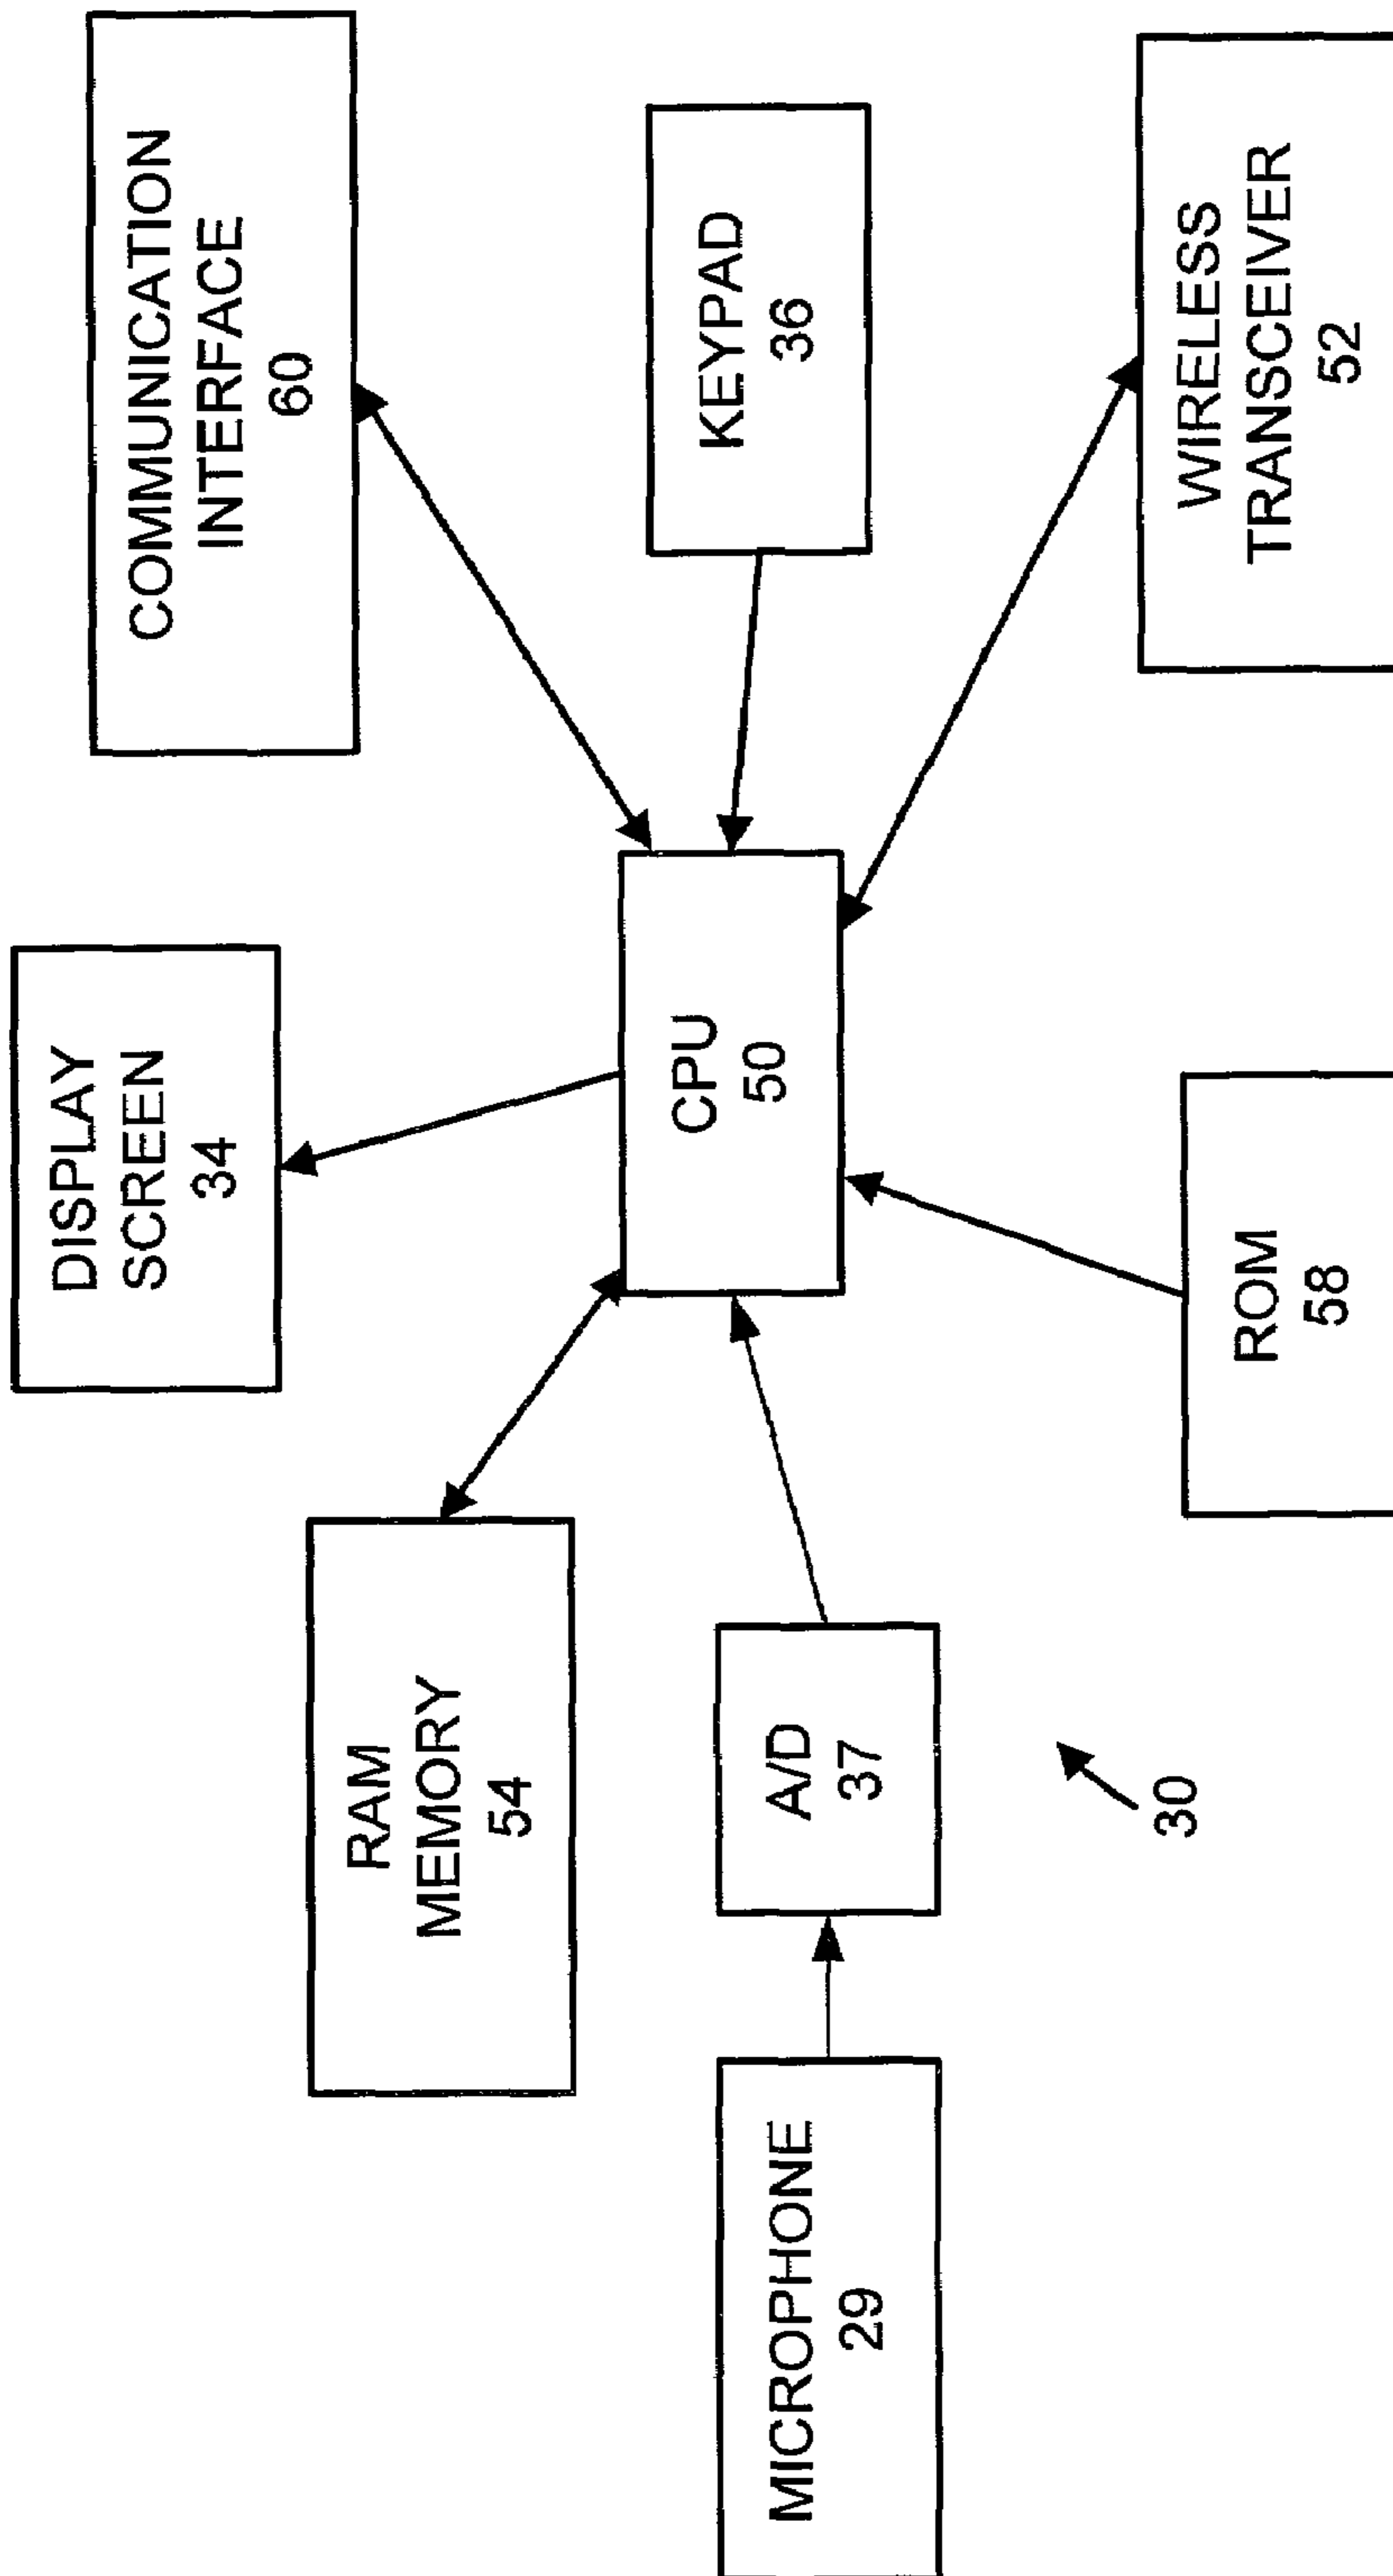 DISPLAY
SCREEN
34
COMMUNICATION
INTERFACE
60
RAM
MEMORY
54
CPU
50
KEYPAD
36
MICROPHONE
29
A/D
37
30
ROM
58
WIRELESS
TRANSCEIVER
52